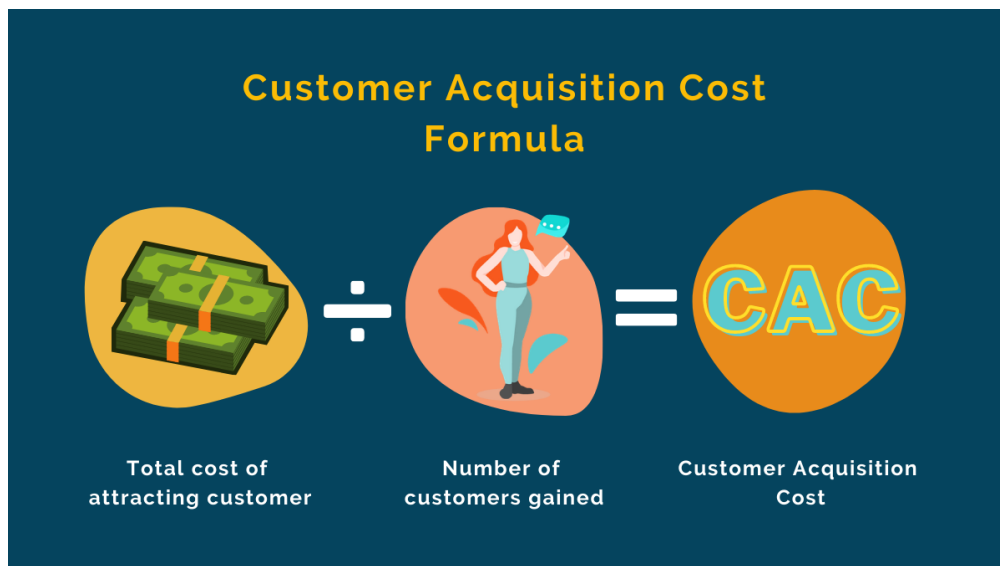 Customer Acquisition Cost
Formula
CAC
Total cost of
attracting customer
Number of
customers gained
Customer Acquisition
Cost